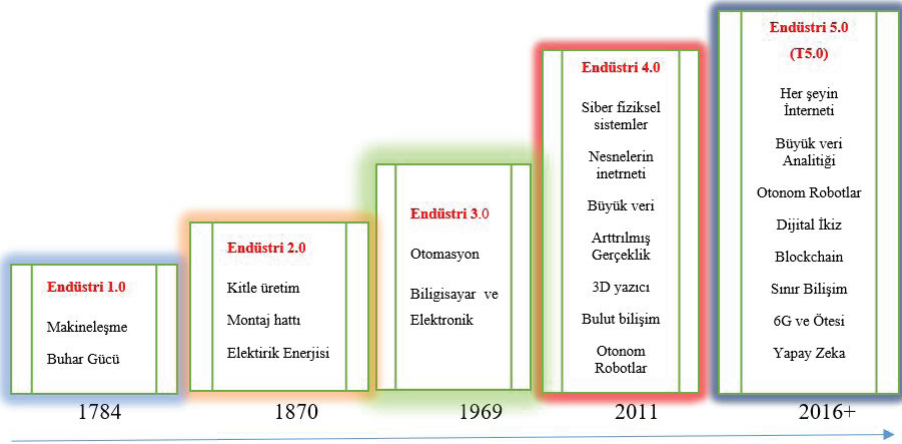 Endüstri 1.0
Makineleşme
Buhar Gücü
1784
Endüstri 2.0
Kitle üretim
Montaj hattı
Elektirik Enerjisi
1870
Endüstri 3.0
Otomasyon
Biligisayar ve
Elektronik
1969
Endüstri 4.0
Siber fiziksel
sistemler
Nesnelerin
inetrneti
Büyük veri
Arttrılmış
Gerçeklik
3D yazıcı
Bulut bilişim
Otonom
Robotlar
2011
Endüstri 5.0
(T5.0)
Her şeyin
İnterneti
Büyük veri
Analitiği
Otonom Robotlar
Dijital İkiz
Blockchain
Sınır Bilişim
6G ve Ötesi
Yapay Zeka
2016+